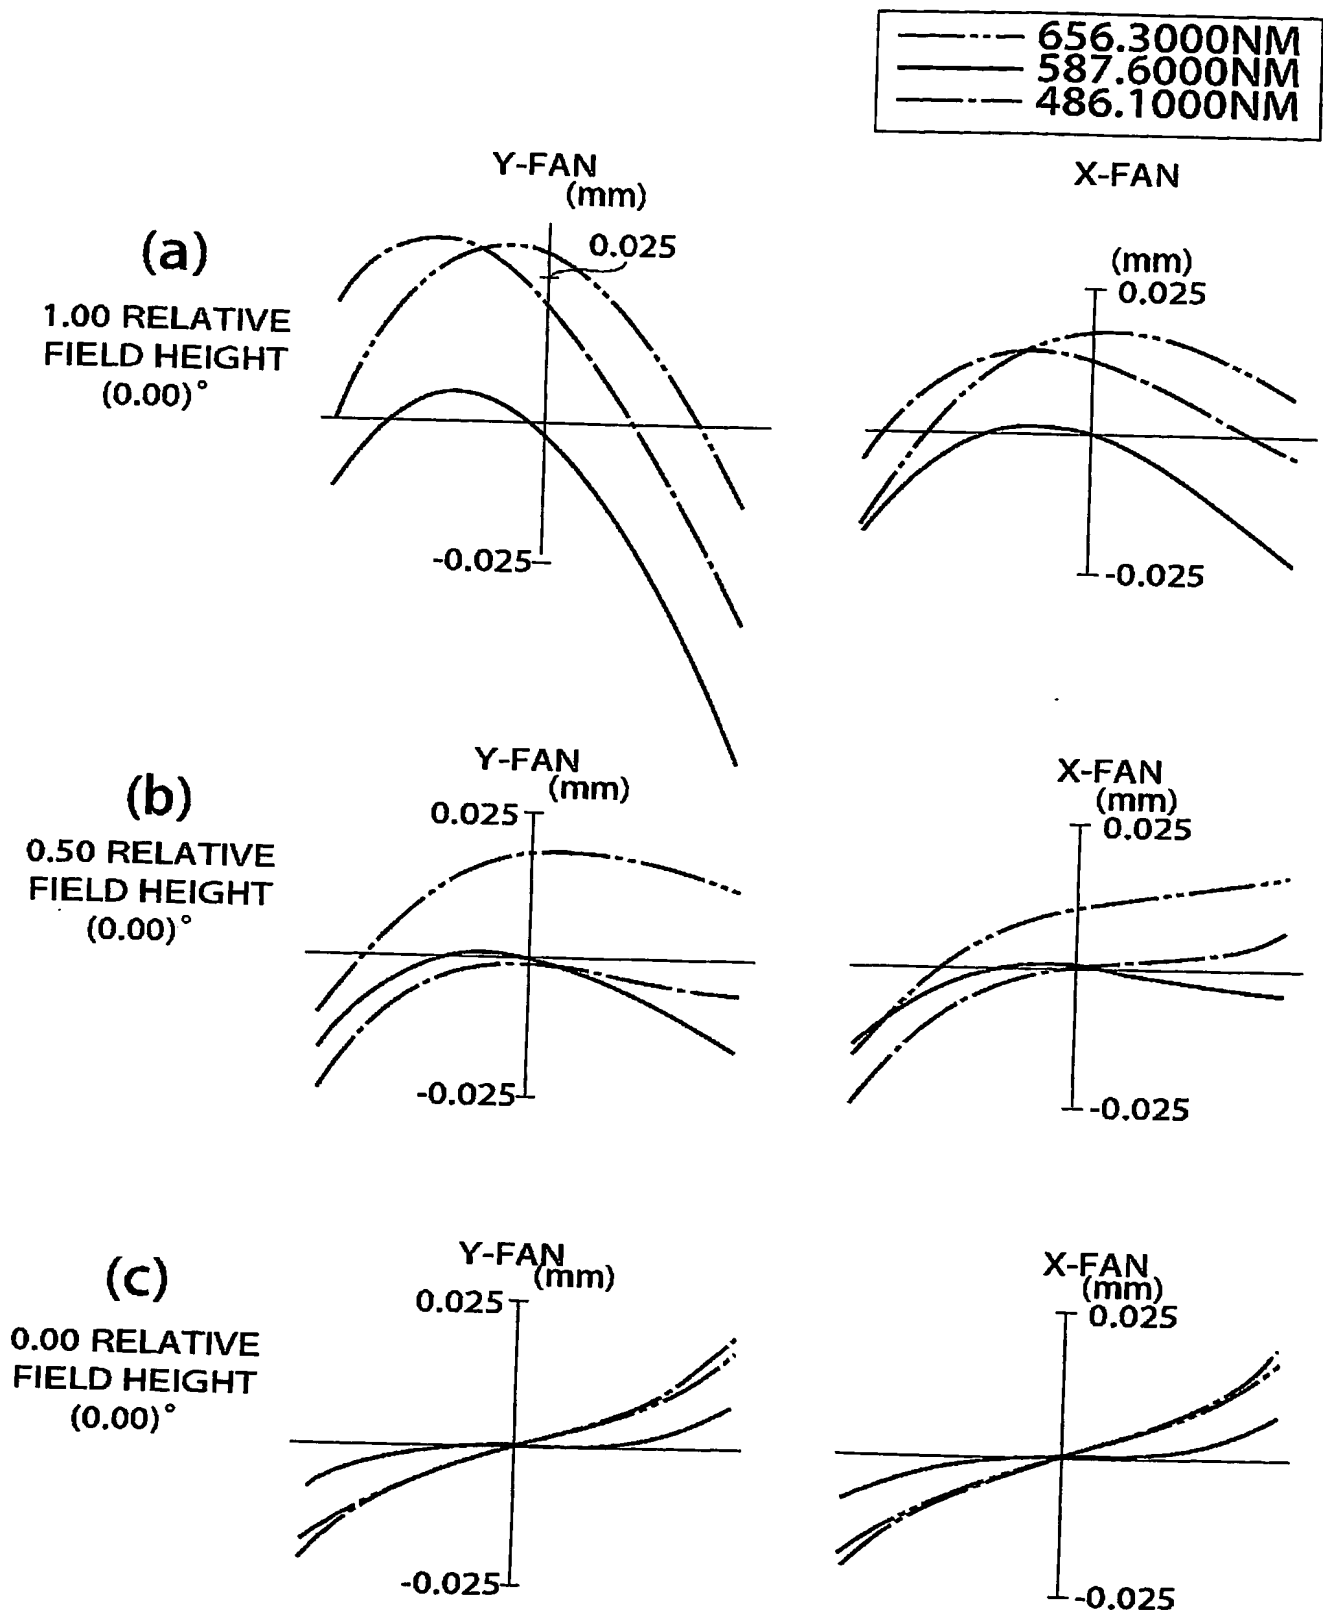 656.3000NM
587.6000NM
486.1000NM
Y-FAN
(mm)
X-FAN
(a)
0.025
(mm)
0.025
1.00 RELATIVE
FIELD HEIGHT
(0.00)°
-0.025
-0.025
Y-FAN
(mm)
X-FAN
(mm)
(b)
0.025
0.025
0.50 RELATIVE
FIELD HEIGHT
(0.00)°
-0.025
-0.025
Y-FAN
(mm)
X-FAN
(mm)
(c)
0.025
0.025
0.00 RELATIVE
FIELD HEIGHT
(0.00)°
-0.025
-0.025